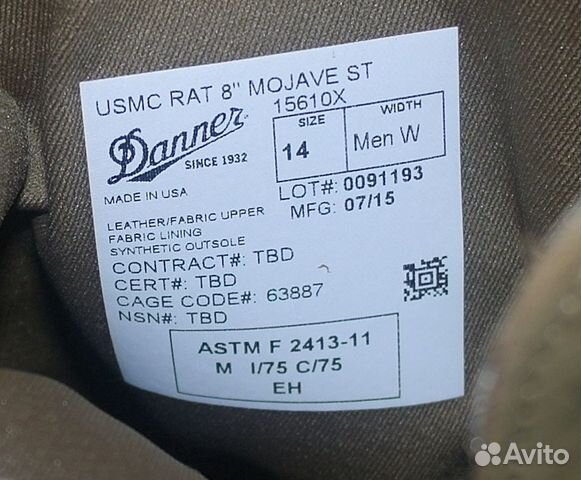 USMC RAT 8" MOJAVE ST
15610X
Danner
SINCE 1932
MADE IN USA
SIZE
14
WIDTH
Men W
LOT#: 0091193
MFG: 07/15
LEATHER/FABRIC UPPER
FABRIC LINING
SYNTHETIC OUTSOLE
CONTRACT#: TBD
CERT#: TBD
CAGE CODE#: 63887
NSN#: TBD
ASTM F 2413-11
M I/75 C/75
EH
Avito